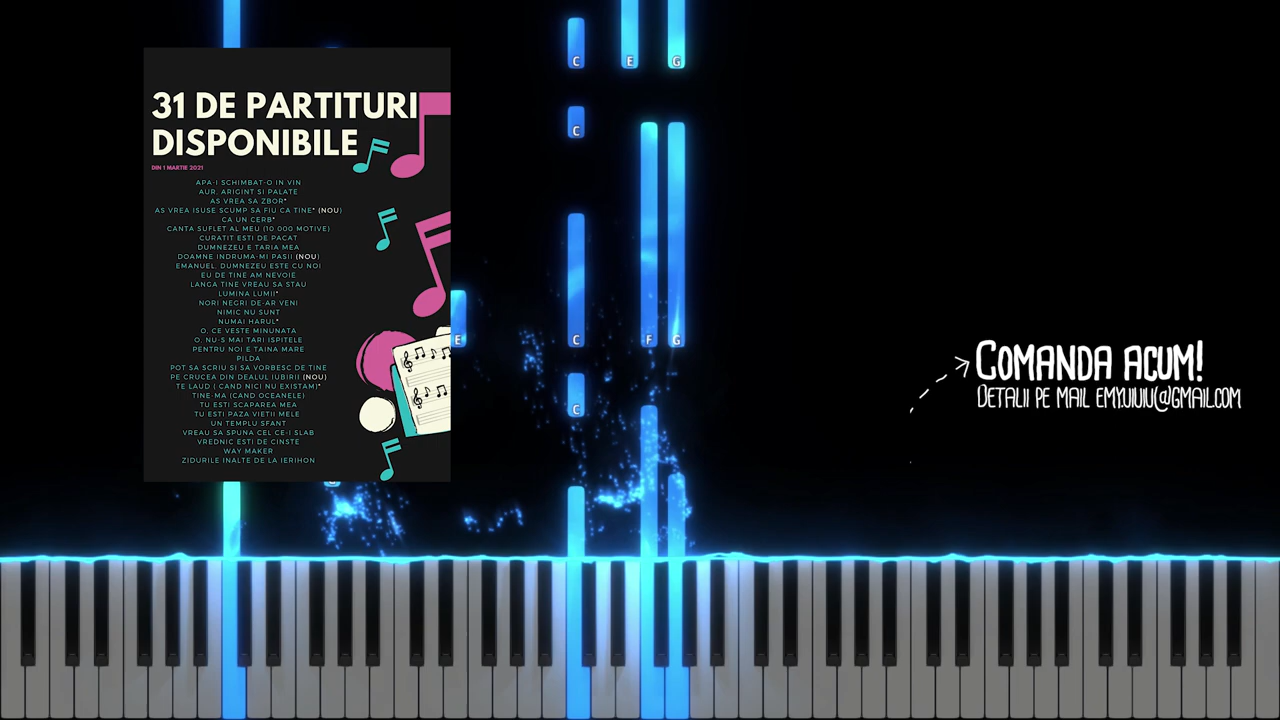 31 DE PARTITURI
DISPONIBILE
DIN 1 MARTIE 2021
APA-I SCHIMBAT-O IN VIN
AUR, ARIGINT SI PALATE
AS VREA SA ZBOR*
AS VREA ISUSE SCUMP SA FIU CA TINE* (NOU)
CA UN CERB*
CANTA SUFLET AL MEU (10 000 MOTIVE)
CURATIT ESTI DE PACAT
DUMNEZEU E TARIA MEA
DOAMNE INDRUMA-MI PASII (NOU)
EMANUEL, DUMNEZEU ESTE CU NOI
EU DE TINE AM NEVOIE
LANGA TINE VREAU SA STAU
LUMINA LUMII*
NORI NEGRI DE-AR VENI
NIMIC NU SUNT
NUMAI HARUL*
O, CE VESTE MINUNATA
O, NU-S MAI TARI ISPITELE
PENTRU NOI E TAINA MARE
PILDA
POT SA SCRIU SI SA VORBESC DE TINE
PE CRUCEA DIN DEALUL IUBIRII (NOU)
TE LAUD ( CAND NICI NU EXISTAM)*
TINE-MA (CAND OCEANELE)
TU ESTI SCAPAREA MEA
TU ESTI PAZA VIETII MELE
UN TEMPLU SFANT
VREAU SA SPUNA CEL CE-I SLAB
VREDNIC ESTI DE CINSTE
WAY MAKER
ZIDURILE INALTE DE LA IERIHON
C E G
C
E C F G
C
COMANDA ACUM!
DETALII PE MAIL EMYJUIUIU@GMAIL.COM